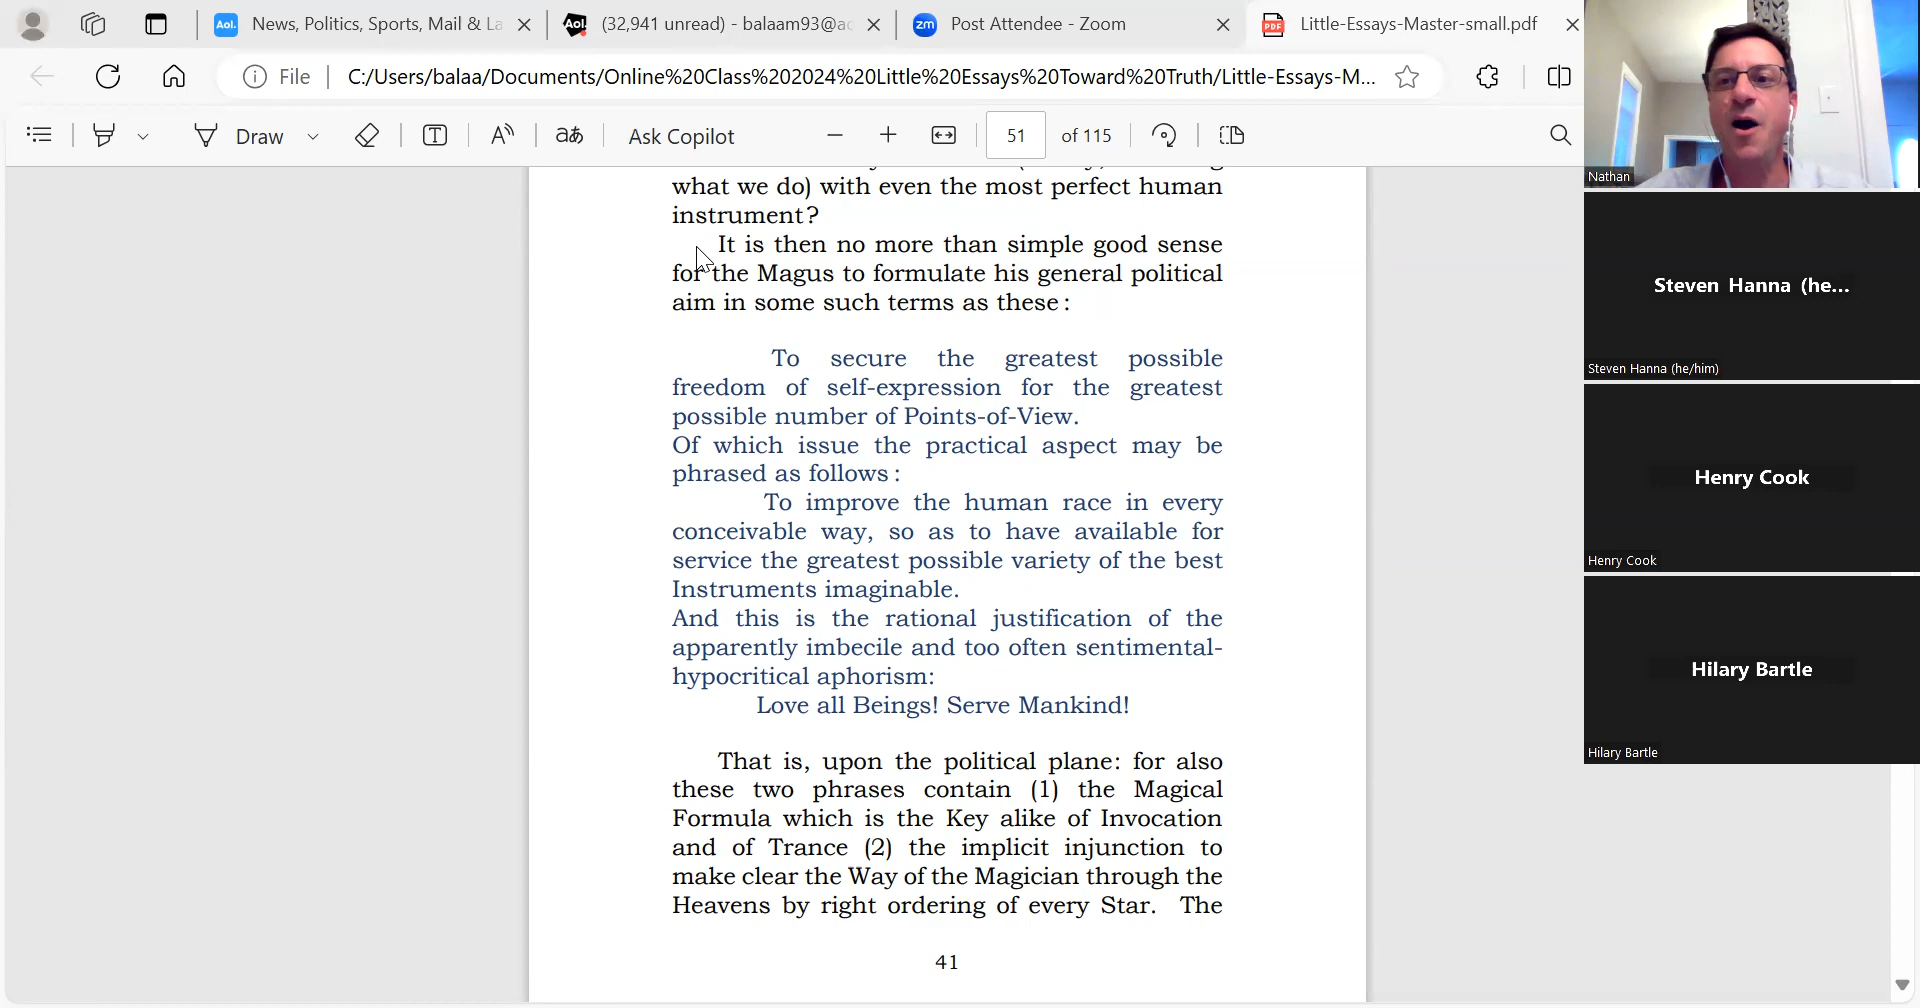 News, Politics, Sports, Mail & La
(32,941 unread) - balaam93@ao
Post Attendee - Zoom
Little-Essays-Master-small.pdf
File
C:/Users/balaa/Documents/Online%20Class%202024%20Little%20Essays%20Toward%20Truth/Little-Essays-M...
Draw
Ask Copilot
51 of 115
what we do) with even the most perfect human
instrument?
It is then no more than simple good sense
for the Magus to formulate his general political
aim in some such terms as these :
To secure the greatest possible
freedom of self-expression for the greatest
possible number of Points-of-View.
Of which issue the practical aspect may be
phrased as follows :
To improve the human race in every
conceivable way, so as to have available for
service the greatest possible variety of the best
Instruments imaginable.
And this is the rational justification of the
apparently imbecile and too often sentimental-
hypocritical aphorism:
Love all Beings! Serve Mankind!
That is, upon the political plane: for also
these two phrases contain (1) the Magical
Formula which is the Key alike of Invocation
and of Trance (2) the implicit injunction to
make clear the Way of the Magician through the
Heavens by right ordering of every Star. The
41
Nathan
Steven Hanna (he...
Steven Hanna (he/him)
Henry Cook
Henry Cook
Hilary Bartle
Hilary Bartle